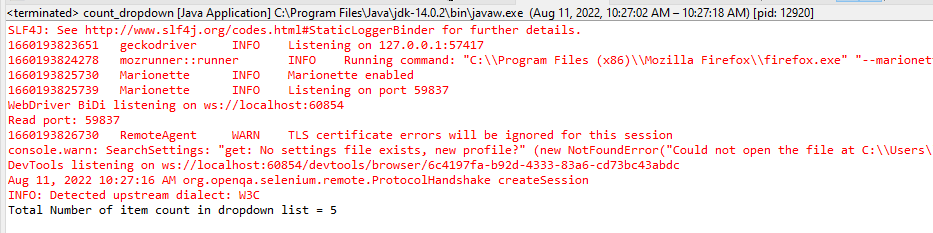 <terminated> count_dropdown [Java Application] C:\Program Files\Java\jdk-14.0.2\bin\javaw.exe (Aug 11, 2022, 10:27:02 AM – 10:27:18 AM) [pid: 12920]
SLF4J: See http://www.slf4j.org/codes.html#StaticLoggerBinder for further details.
1660193823651 geckodriver INFO Listening on 127.0.0.1:57417
1660193824278 mozrunner::runner INFO Running command: "C:\\Program Files (x86)\\Mozilla Firefox\\firefox.exe" "--marionet
1660193825730 Marionette INFO Marionette enabled
1660193825739 Marionette INFO Listening on port 59837
WebDriver BiDi listening on ws://localhost:60854
Read port: 59837
1660193826730 RemoteAgent WARN TLS certificate errors will be ignored for this session
console.warn: SearchSettings: "get: No settings file exists, new profile?" (new NotFoundError("Could not open the file at C:\\Users\
DevTools listening on ws://localhost:60854/devtools/browser/6c4197fa-b92d-4333-83a6-cd73bc43abdc
Aug 11, 2022 10:27:16 AM org.openqa.selenium.remote.ProtocolHandshake createSession
INFO: Detected upstream dialect: W3C
Total Number of item count in dropdown list = 5